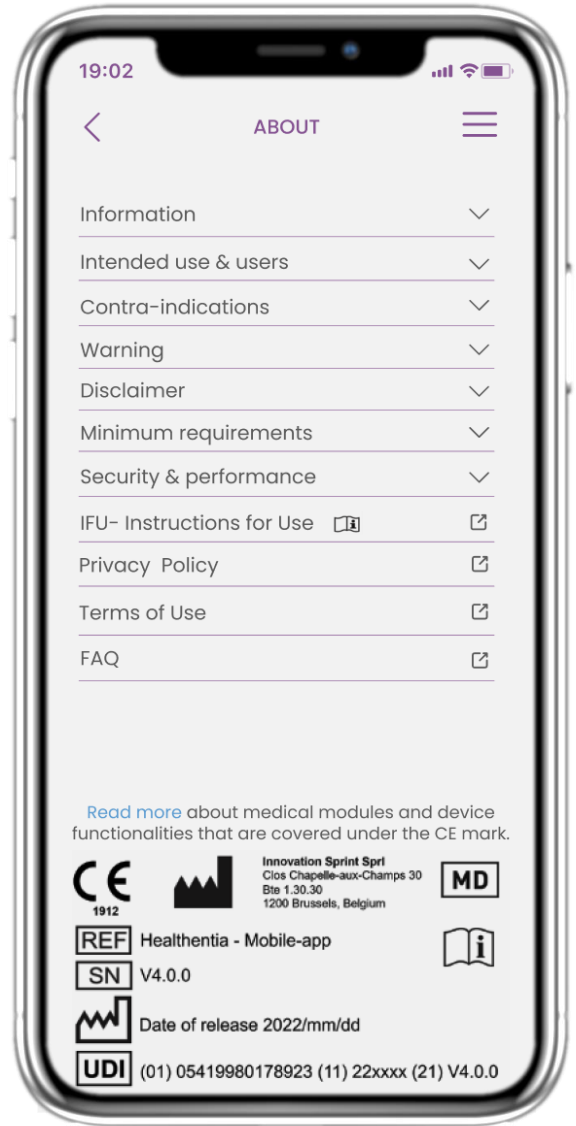 19:02
ABOUT
Information
Intended use & users
Contra-indications
Warning
Disclaimer
Minimum requirements
Security & performance
IFU- Instructions for Use
Privacy Policy
Terms of Use
FAQ
Read more about medical modules and device
functionalities that are covered under the CE mark.
CE
1912
Innovation Sprint Sprl
Clos Chapelle-aux-Champs 30
Bte 1.30.30
1200 Brussels, Belgium
MD
REF Healthentia - Mobile-app
i
SN V4.0.0
Date of release 2022/mm/dd
UDI (01) 05419980178923 (11) 22xxxx (21) V4.0.0